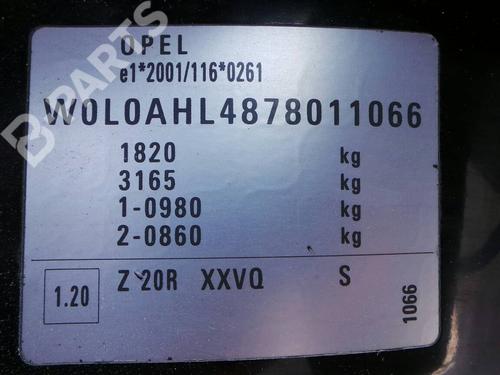 B PARTS
OPEL
e1*2001/116*0261
W0L0AHL4878011066
1820 kg
3165 kg
1-0980 kg
2-0860 kg
1.20 Z 20R XXVQ S
1066